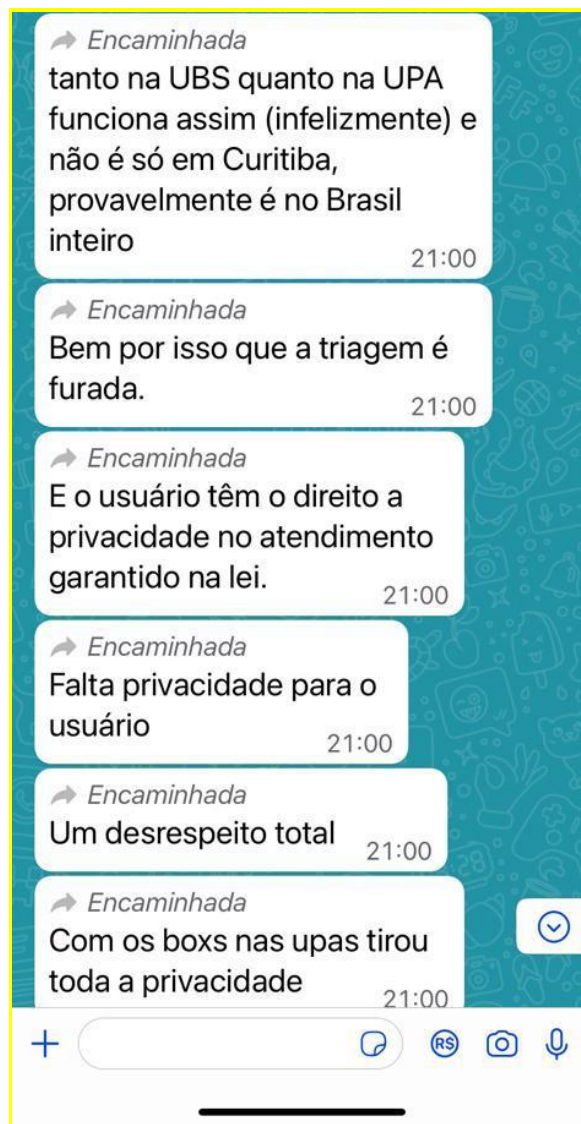 Encaminhada
tanto na UBS quanto na UPA
funciona assim (infelizmente) e
não é só em Curitiba,
provavelmente é no Brasil
inteiro
21:00
Encaminhada
Bem por isso que a triagem é
furada.
21:00
Encaminhada
E o usuário têm o direito a
privacidade no atendimento
garantido na lei.
21:00
Encaminhada
Falta privacidade para o
usuário
21:00
Encaminhada
Um desrespeito total
21:00
Encaminhada
Com os boxs nas upas tirou
toda a privacidade
21:00
R$